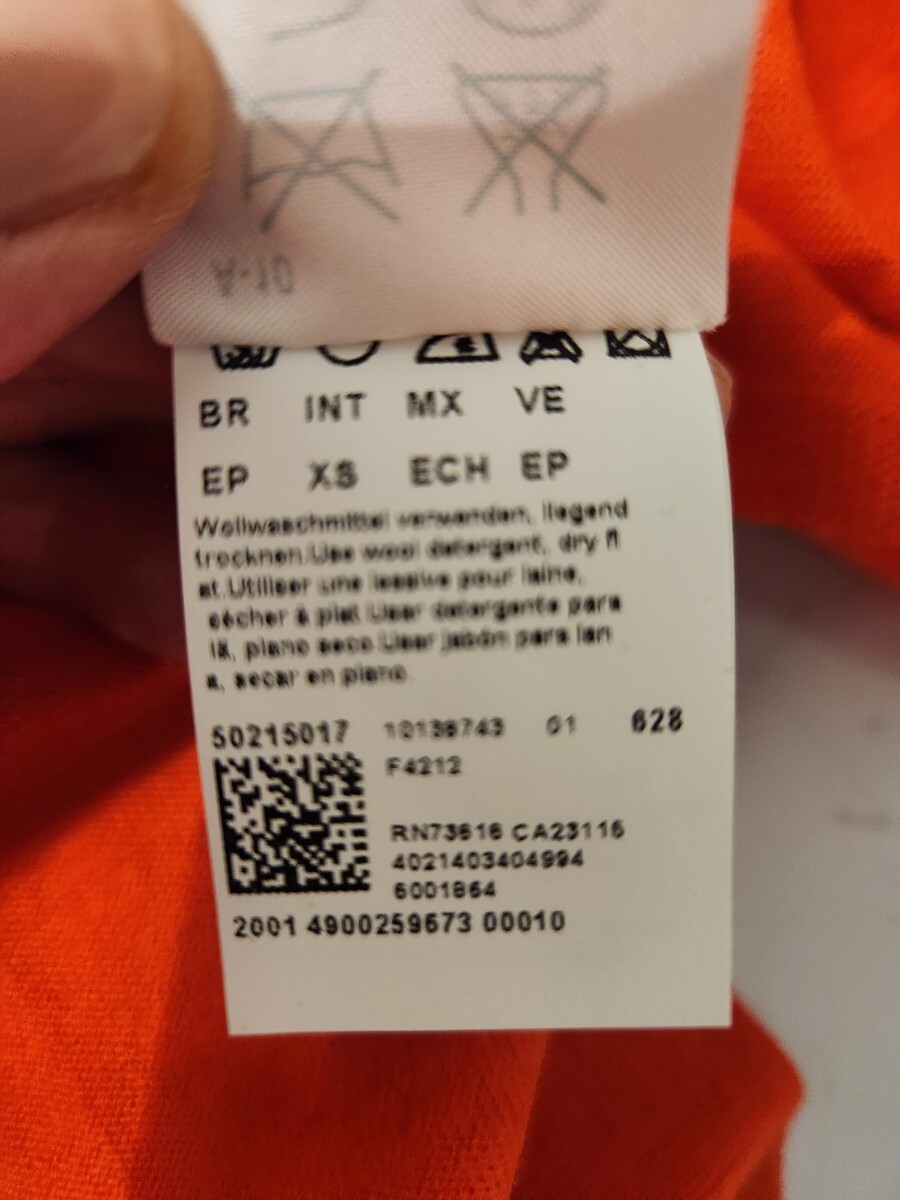 A-10
BR INT MX VE
EP XS ECH EP
Wollwaschmittel verwenden, liegend
trocknen.Use wool detergent, dry fl
at.Utiliser une lessive pour laine,
sécher à plat.Usar detergente para
lã, plano seco.Usar jabón para lan
a, secar en plano.
50215017 10138743 01 628
F4212
RN73616 CA23116
4021403404994
6001864
2001 4900259673 00010